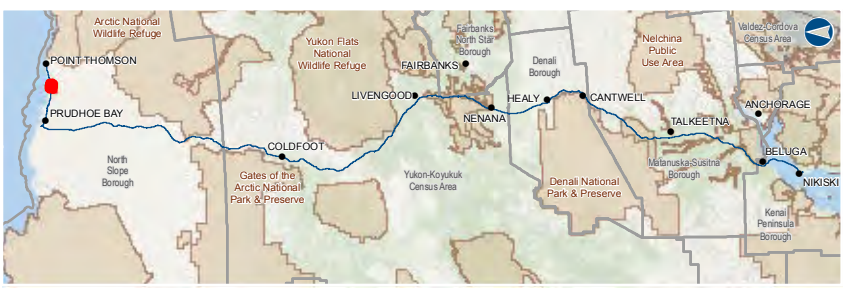 Arctic National
Wildlife Refuge
POINT THOMSON
PRUDHOE BAY
North
Slope
Borough
COLDFOOT
Gates of the
Arctic National
Park & Preserve
Yukon Flats
National
Wildlife Refuge
LIVENGOOD
Fairbanks
North Star
Borough
FAIRBANKS
NENANA
Yukon-Koyukuk
Census Area
Denali
Borough
HEALY
CANTWELL
Denali National
Park & Preserve
Nelchina
Public
Use Area
TALKEETNA
Matanuska-Susitna
Borough
Valdez-Cordova
Census Area
ANCHORAGE
BELUGA
NIKISKI
Kenai
Peninsula
Borough